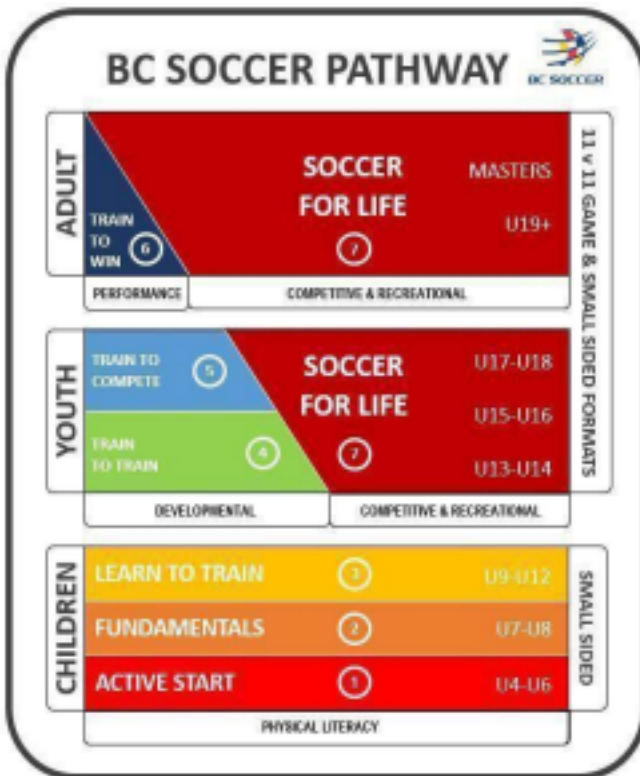 BC SOCCER PATHWAY
BC SOCCER
ADULT
TRAIN
TO
WIN
6
SOCCER
FOR LIFE
7
MASTERS
U19+
PERFORMANCE
COMPETITIVE & RECREATIONAL
11 v 11 GAME & SMALL SIDED FORMATS
YOUTH
TRAIN TO
COMPETE
5
TRAIN
TO TRAIN
4
SOCCER
FOR LIFE
7
U17-U18
U15-U16
U13-U14
DEVELOPMENTAL
COMPETITIVE & RECREATIONAL
CHILDREN
LEARN TO TRAIN
3
U9-U12
FUNDAMENTALS
2
U7-U8
ACTIVE START
1
U4-U6
SMALL SIDED
PHYSICAL LITERACY